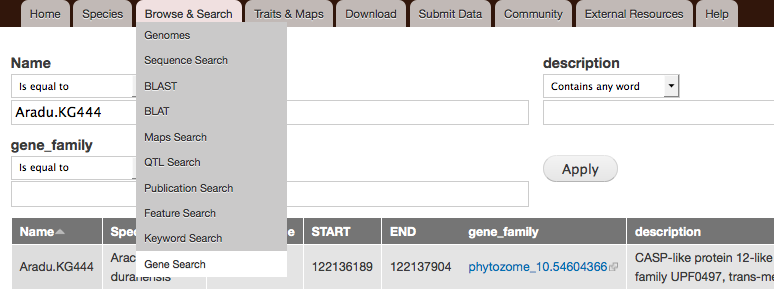 Home Species Browse & Search Traits & Maps Download Submit Data Community External Resources Help
Genomes
Sequence Search
BLAST
BLAT
Maps Search
QTL Search
Publication Search
Feature Search
Keyword Search
Gene Search
Name
Is equal to
Aradu.KG444
description
Contains any word
gene_family
Is equal to
Apply
Name START END gene_family description
Aradu.KG444 122136189 122137904 phytozome_10.54604366 CASP-like protein 12-like
duranensis family UPF0497, trans-me